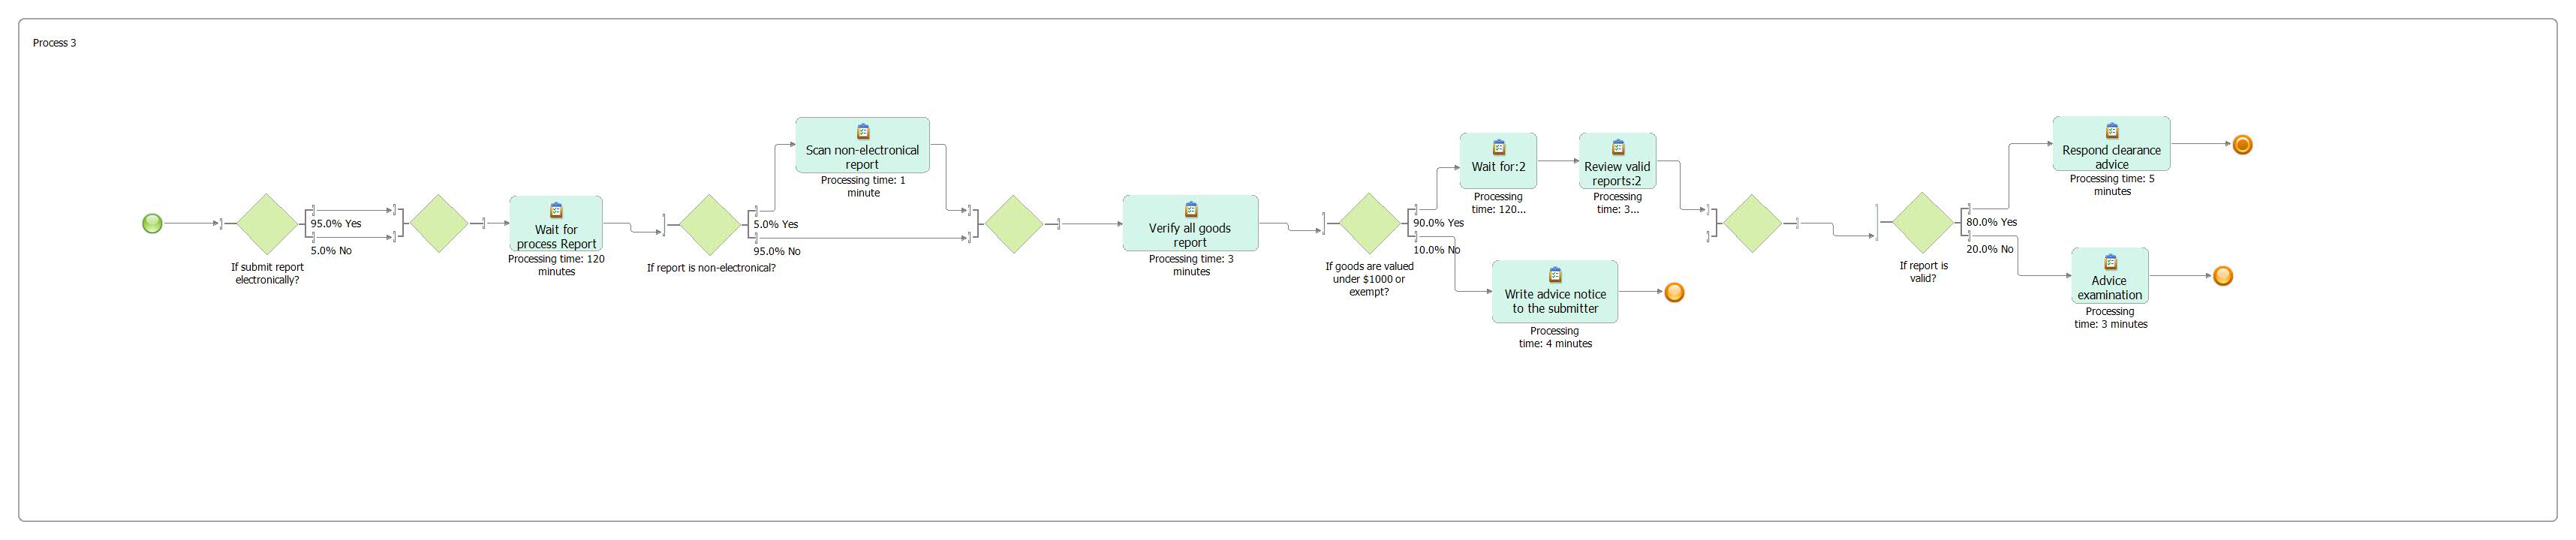 Process 3
If submit report
electronically?
95.0% Yes
5.0% No
Wait for
process Report
Processing time: 120
minutes
If report is non-electronical?
5.0% Yes
95.0% No
Scan non-electronical
report
Processing time: 1
minute
Verify all goods
report
Processing time: 3
minutes
If goods are valued
under $1000 or
exempt?
90.0% Yes
10.0% No
Wait for:2
Processing
time: 120...
Review valid
reports:2
Processing
time: 3...
Write advice notice
to the submitter
Processing
time: 4 minutes
If report is
valid?
80.0% Yes
20.0% No
Respond clearance
advice
Processing time: 5
minutes
Advice
examination
Processing
time: 3 minutes